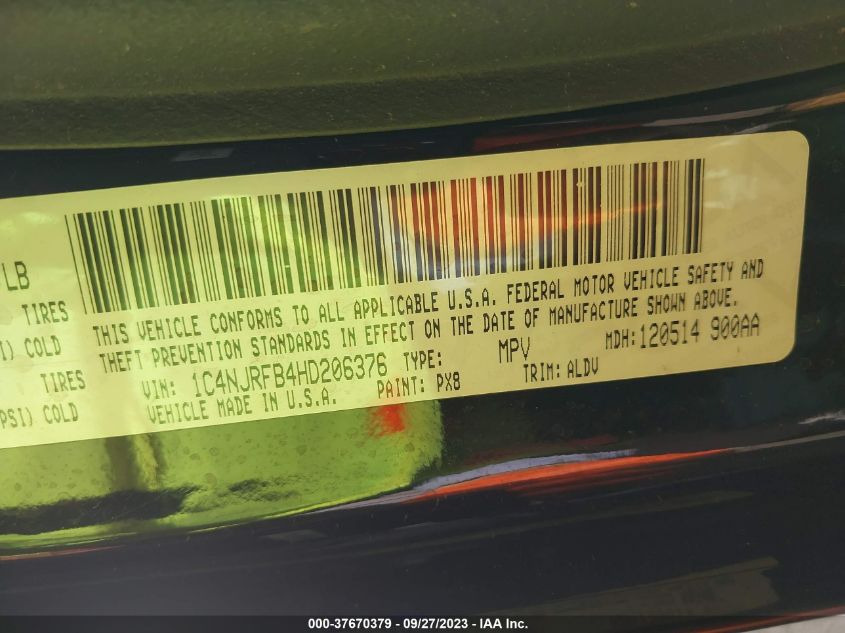 LB
TIRES
COLD
TIRES
PSI) COLD
THIS VEHICLE CONFORMS TO ALL APPLICABLE U.S.A. FEDERAL MOTOR VEHICLE SAFETY AND
THEFT PREVENTION STANDARDS IN EFFECT ON THE DATE OF MANUFACTURE SHOWN ABOVE.
VIN: 1C4NJRFB4HD206376 TYPE: MPV MDH:120514 900AA
VEHICLE MADE IN U.S.A. PAINT: PX8 TRIM: ALDV
000-37670379 - 09/27/2023 - IAA Inc.